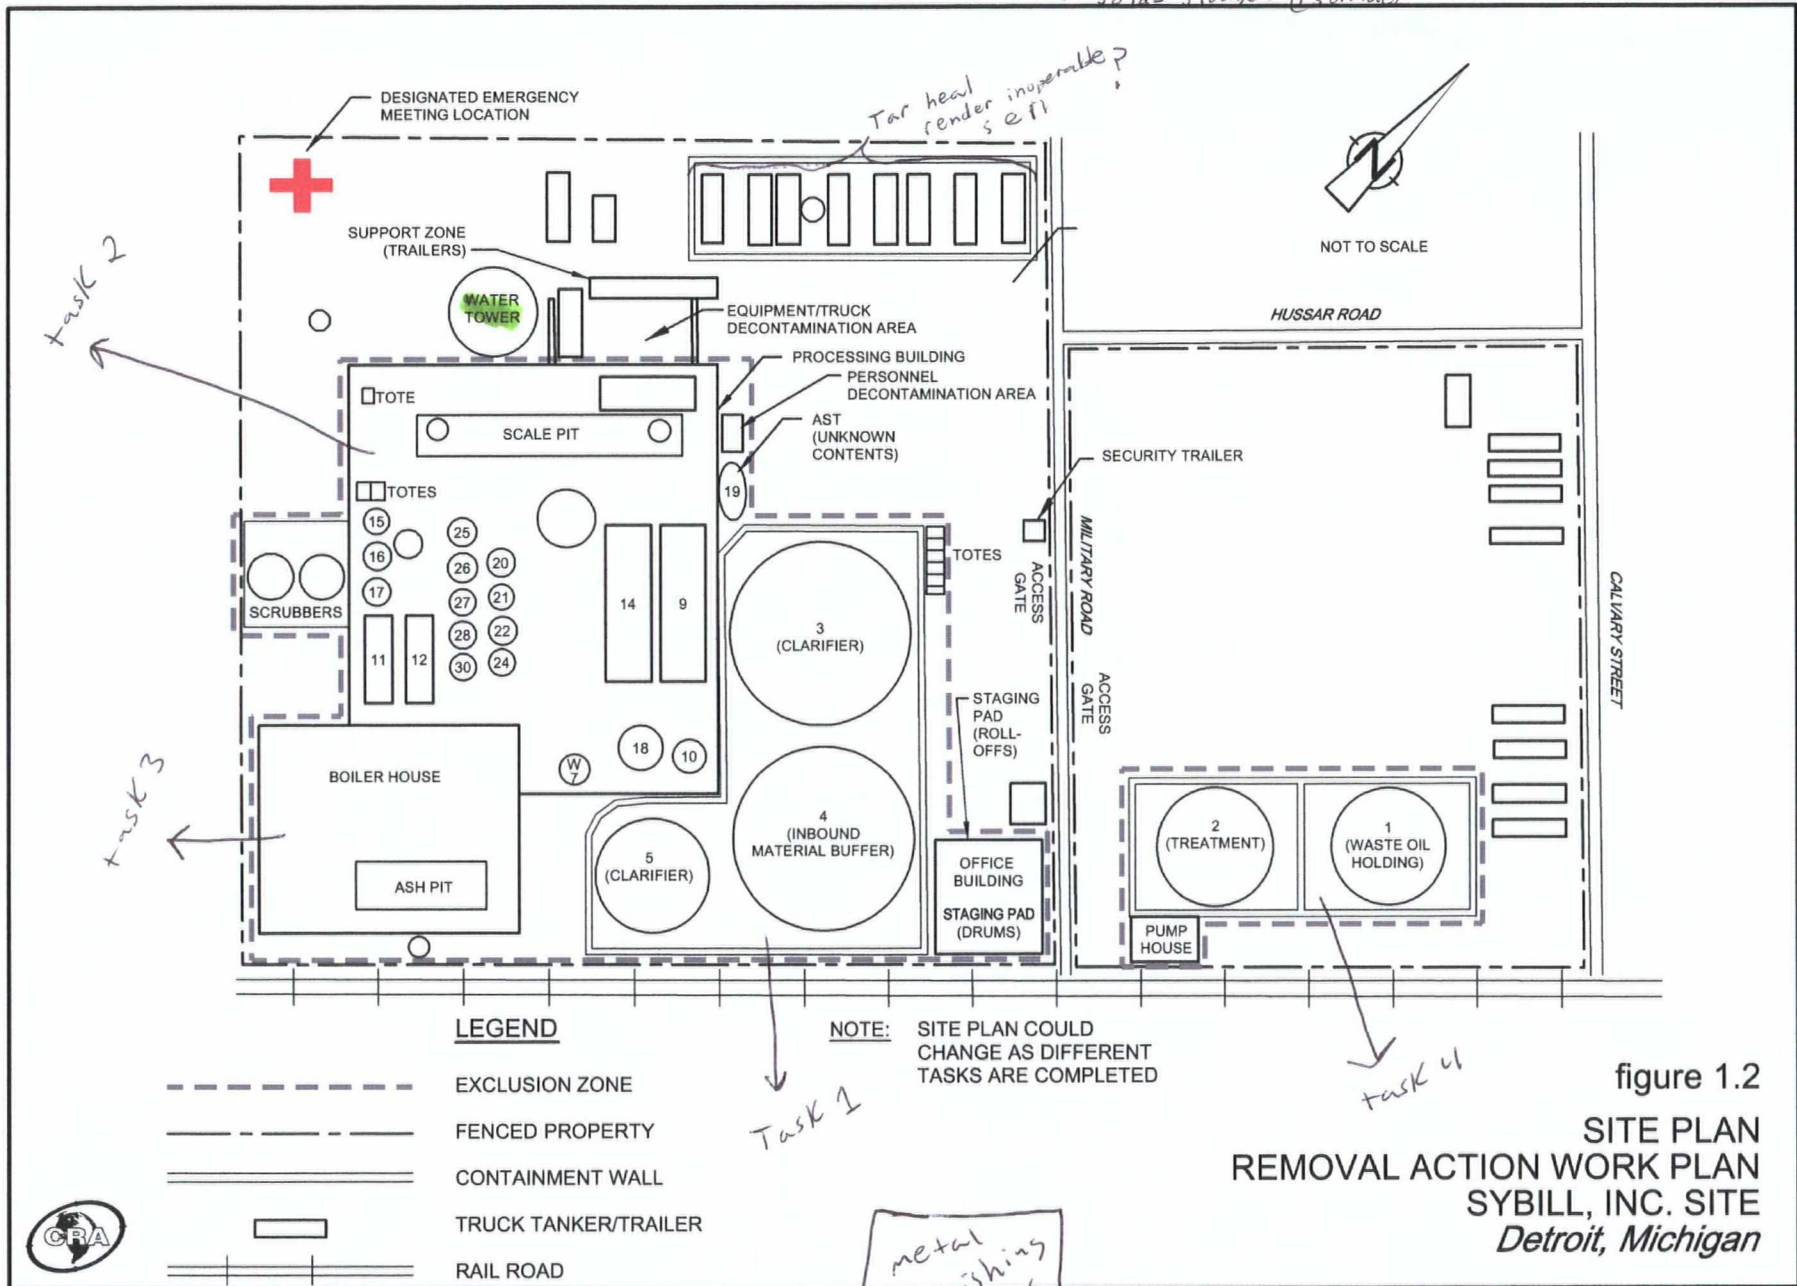 DESIGNATED EMERGENCY
MEETING LOCATION
Tar heal
render inoperable?
sell
NOT TO SCALE
SUPPORT ZONE
(TRAILERS)
task 2
WATER
TOWER
EQUIPMENT/TRUCK
DECONTAMINATION AREA
HUSSAR ROAD
PROCESSING BUILDING
PERSONNEL
DECONTAMINATION AREA
TOTE
SCALE PIT
AST
(UNKNOWN
CONTENTS)
SECURITY TRAILER
TOTES
19
15
16
17
25
26
27
28
30
20
21
22
24
SCRUBBERS
11
12
14
9
3
(CLARIFIER)
TOTES
ACCESS
GATE
MILITARY ROAD
CALVARY STREET
ACCESS
GATE
STAGING
PAD
(ROLL-
OFFS)
18
10
W
7
BOILER HOUSE
task 3
ASH PIT
4
(INBOUND
MATERIAL BUFFER)
5
(CLARIFIER)
OFFICE
BUILDING
STAGING PAD
(DRUMS)
2
(TREATMENT)
1
(WASTE OIL
HOLDING)
PUMP
HOUSE
LEGEND
EXCLUSION ZONE
FENCED PROPERTY
CONTAINMENT WALL
TRUCK TANKER/TRAILER
RAIL ROAD
NOTE: SITE PLAN COULD
CHANGE AS DIFFERENT
TASKS ARE COMPLETED
Task 1
task 4
figure 1.2
SITE PLAN
REMOVAL ACTION WORK PLAN
SYBILL, INC. SITE
Detroit, Michigan
CRA
metal
N